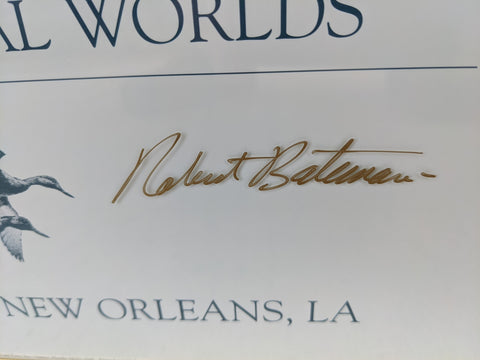 AL WORLDS
Robert Bateman
NEW ORLEANS, LA